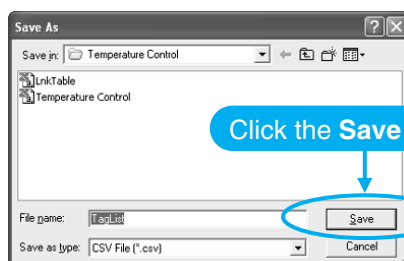 Save As
Save in: Temperature Control
LnkTable
Temperature Control
Click the Save
File name: TagList Save
Save as type: CSV File (*.csv) Cancel